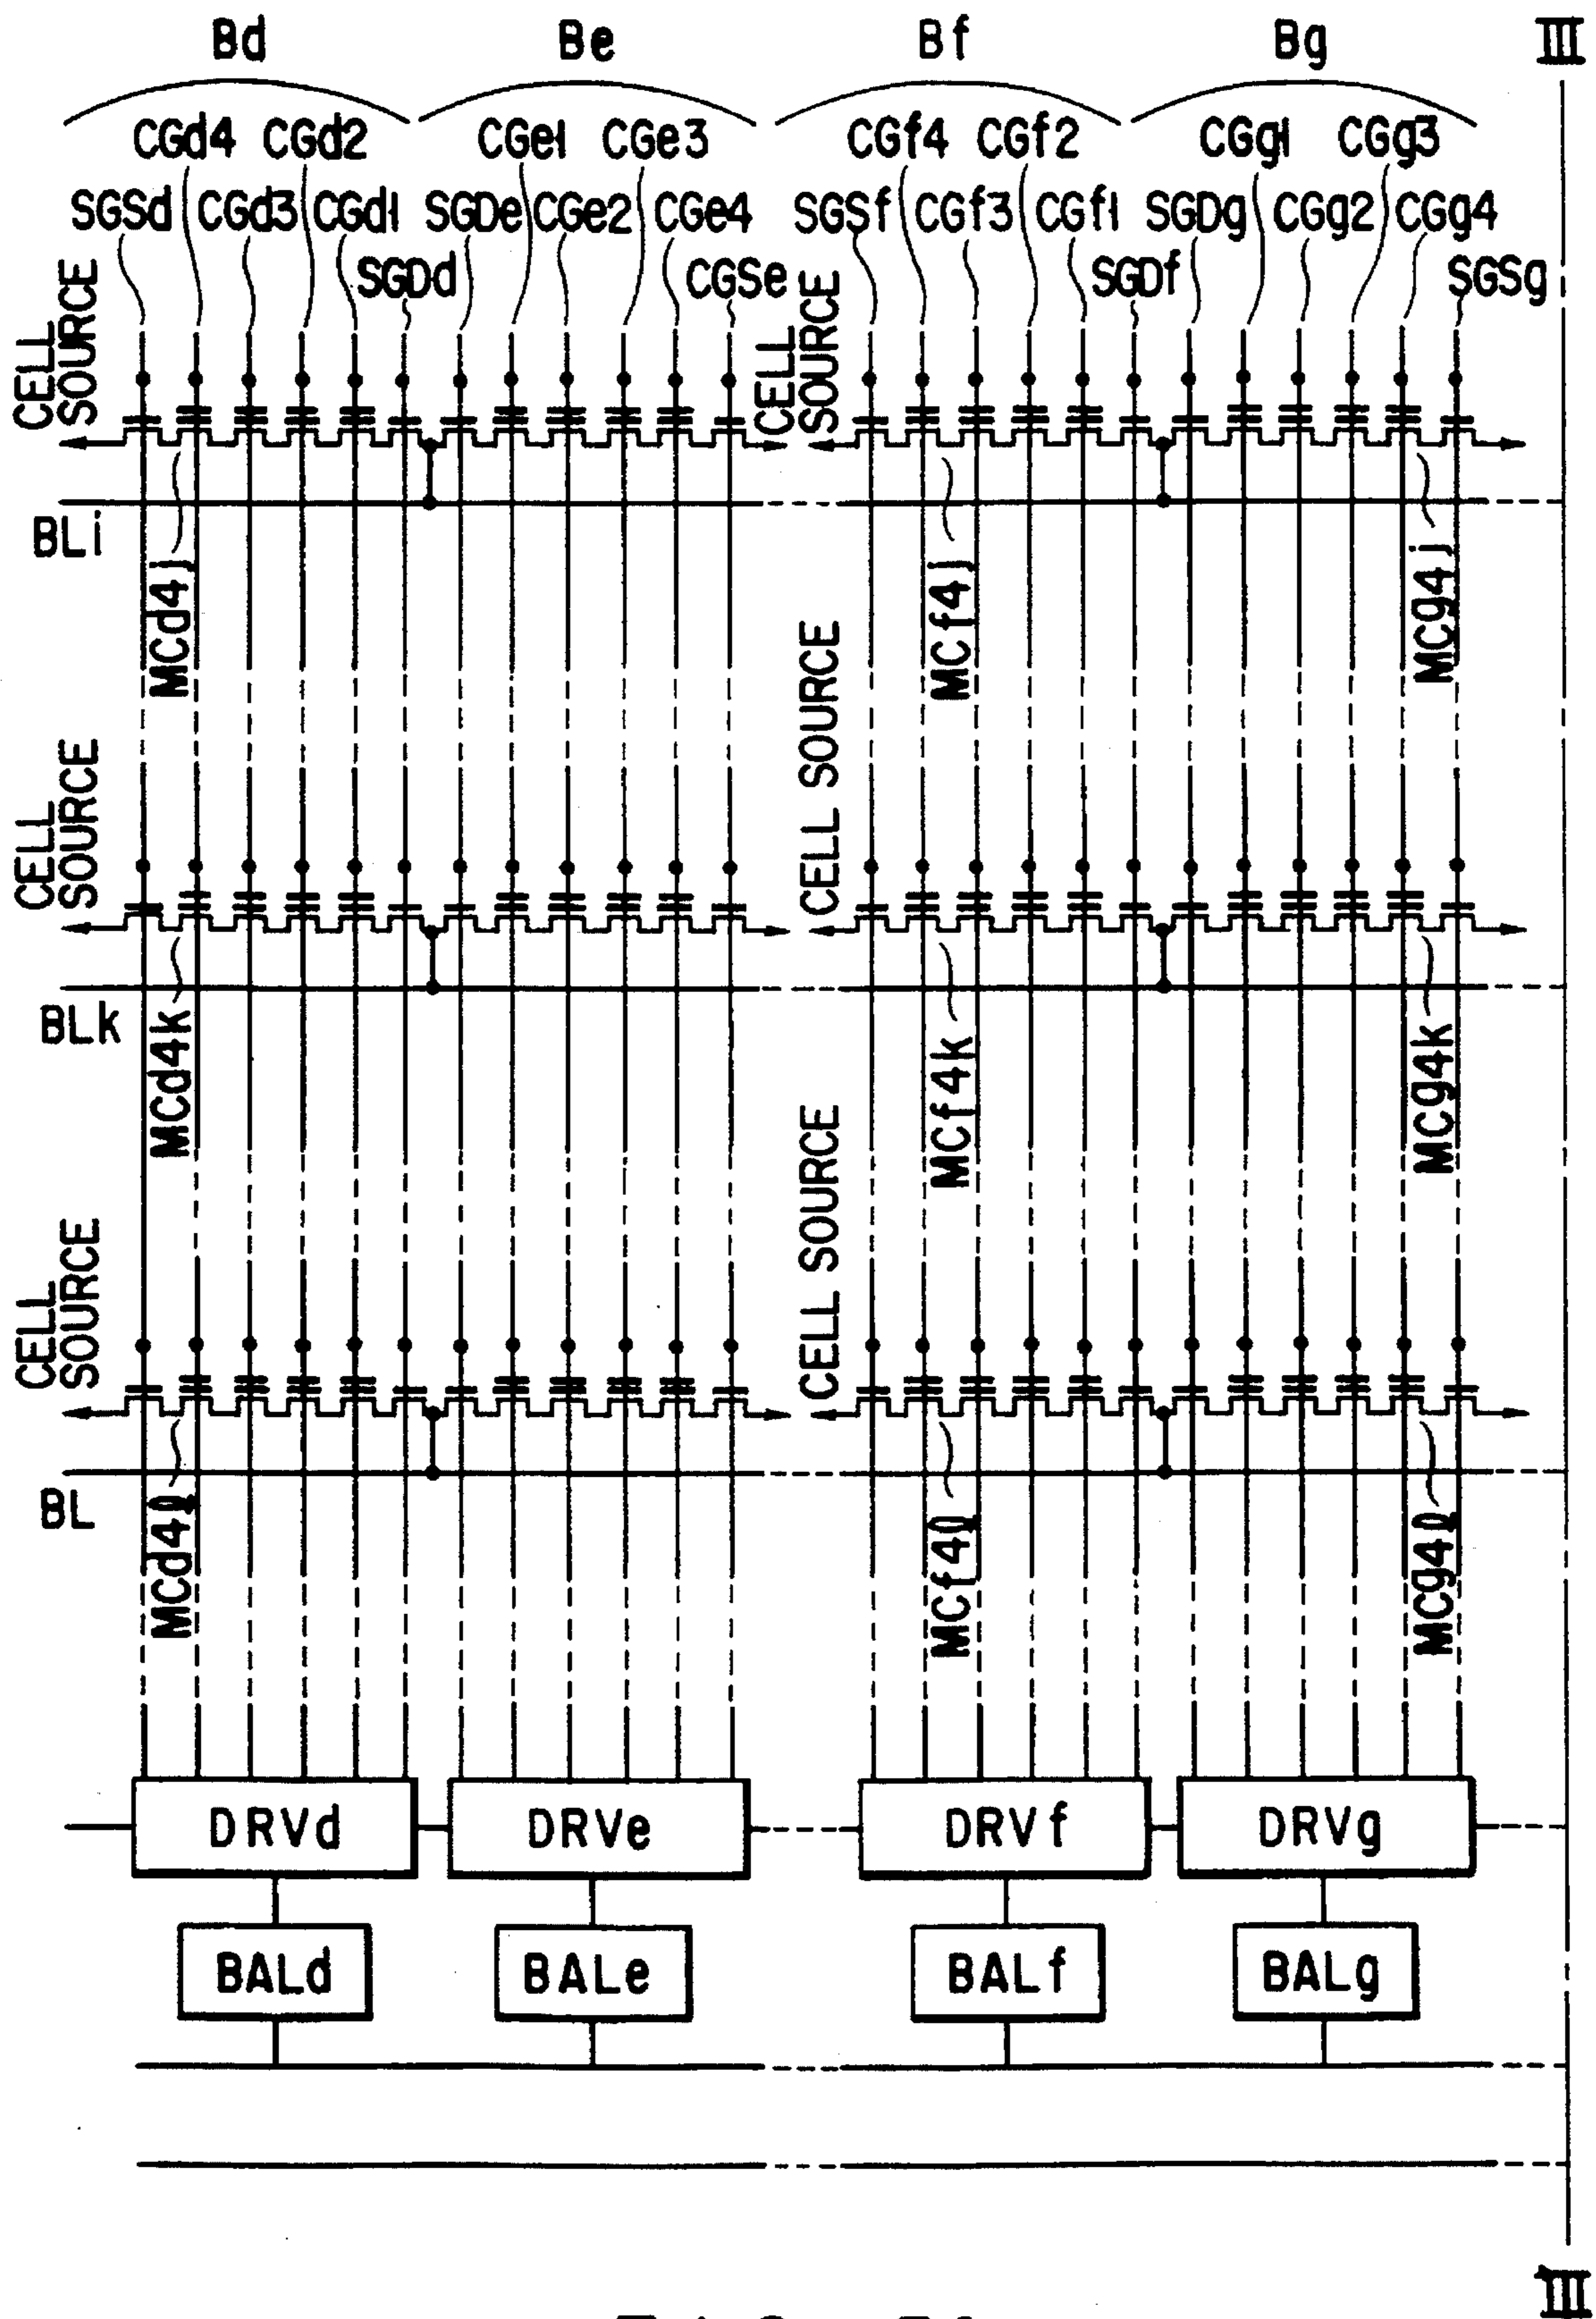 Bd Be Bf Bg III
CGd4 CGd2 CGe1 CGe3 CGf4 CGf2 CGg1 CGg3
SGSd CGd3 CGd1 SGDe CGe2 CGe4 SGSf CGf3 CGf1 SGDg CGg2 CGg4
SGDd CGSe SGDf SGSg
CELL
SOURCE
CELL
SOURCE
BLi
MCd4j MCf4j MCg4j
CELL
SOURCE
CELL SOURCE
BLk
MCd4k MCf4k MCg4k
CELL
SOURCE
CELL SOURCE
BL
MCd4ℓ MCf4ℓ MCg4ℓ
DRVd DRVe DRVf DRVg
BALd BALe BALf BALg
III